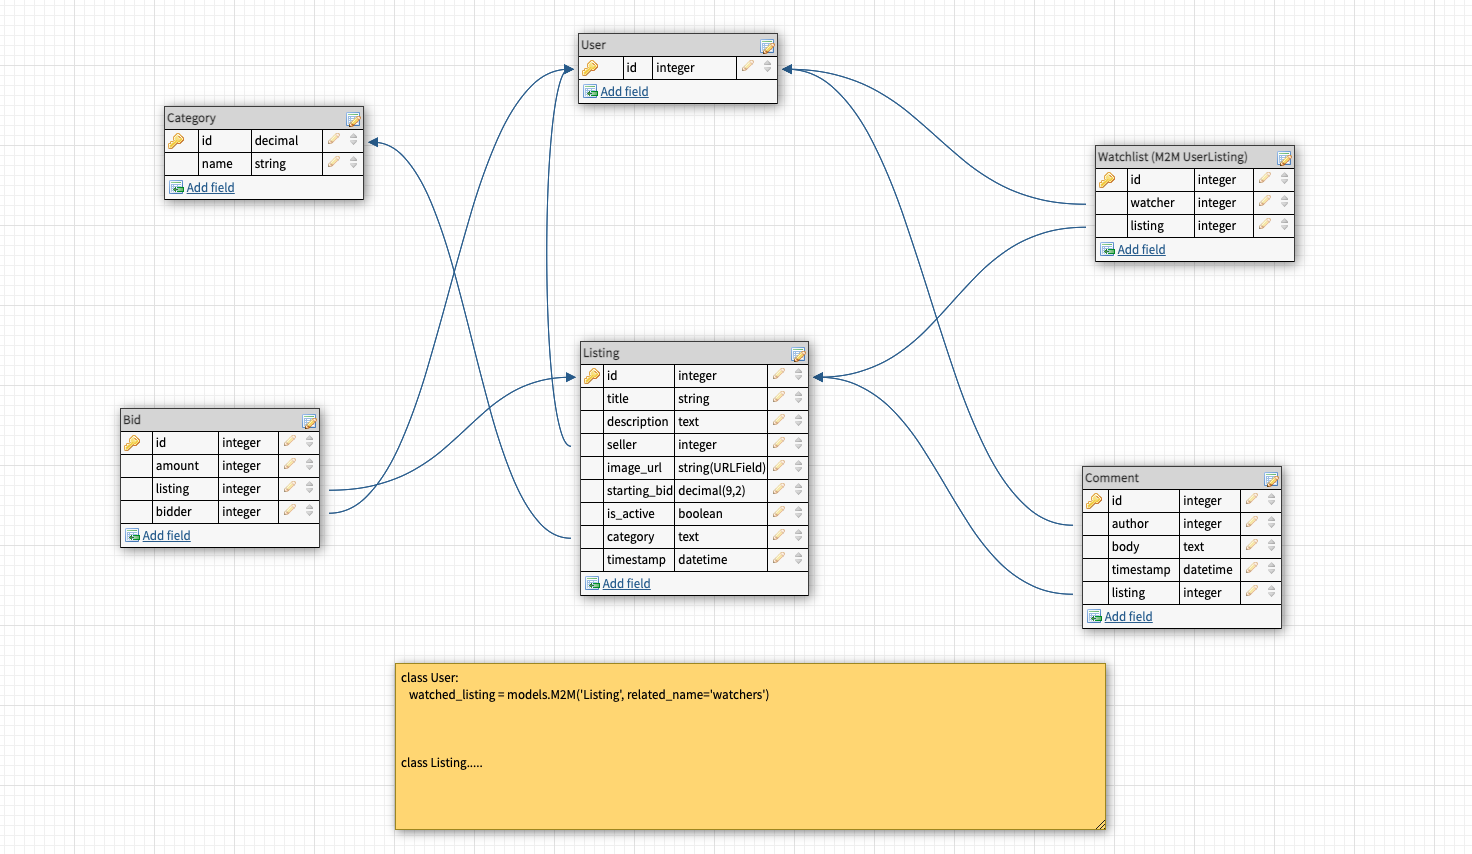 User
id integer
Add field
Category
id decimal
name string
Add field
Watchlist (M2M UserListing)
id integer
watcher integer
listing integer
Add field
Listing
id integer
title string
description text
seller integer
image_url string(URLField)
starting_bid decimal(9,2)
is_active boolean
category text
timestamp datetime
Add field
Bid
id integer
amount integer
listing integer
bidder integer
Add field
Comment
id integer
author integer
body text
timestamp datetime
listing integer
Add field
class User:
watched_listing = models.M2M('Listing', related_name='watchers')
class Listing.....